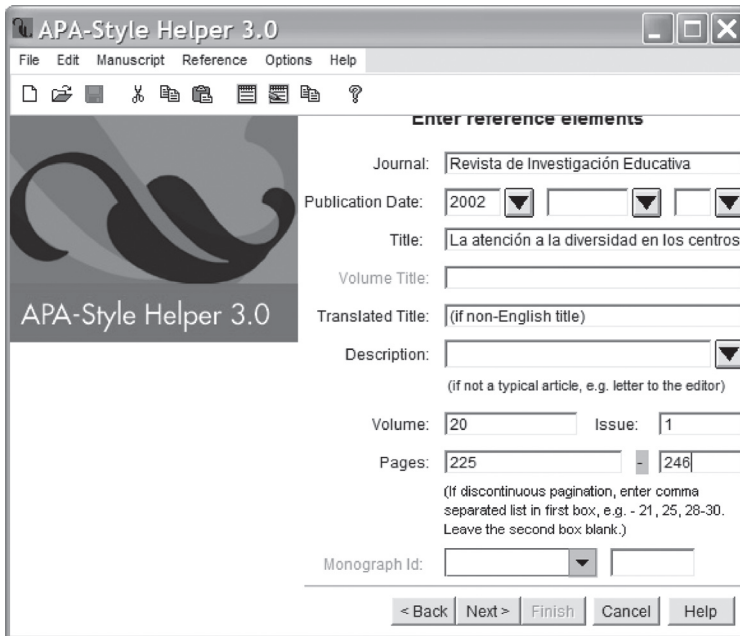 APA-Style Helper 3.0
File Edit Manuscript Reference Options Help
Enter reference elements
Journal: Revista de Investigación Educativa
Publication Date: 2002
Title: La atención a la diversidad en los centros
Volume Title:
Translated Title: (if non-English title)
Description:
(if not a typical article, e.g. letter to the editor)
Volume: 20 Issue: 1
Pages: 225 - 246
(If discontinuous pagination, enter comma
separated list in first box, e.g. - 21, 25, 28-30.
Leave the second box blank.)
Monograph Id:
< Back Next > Finish Cancel Help
APA-Style Helper 3.0